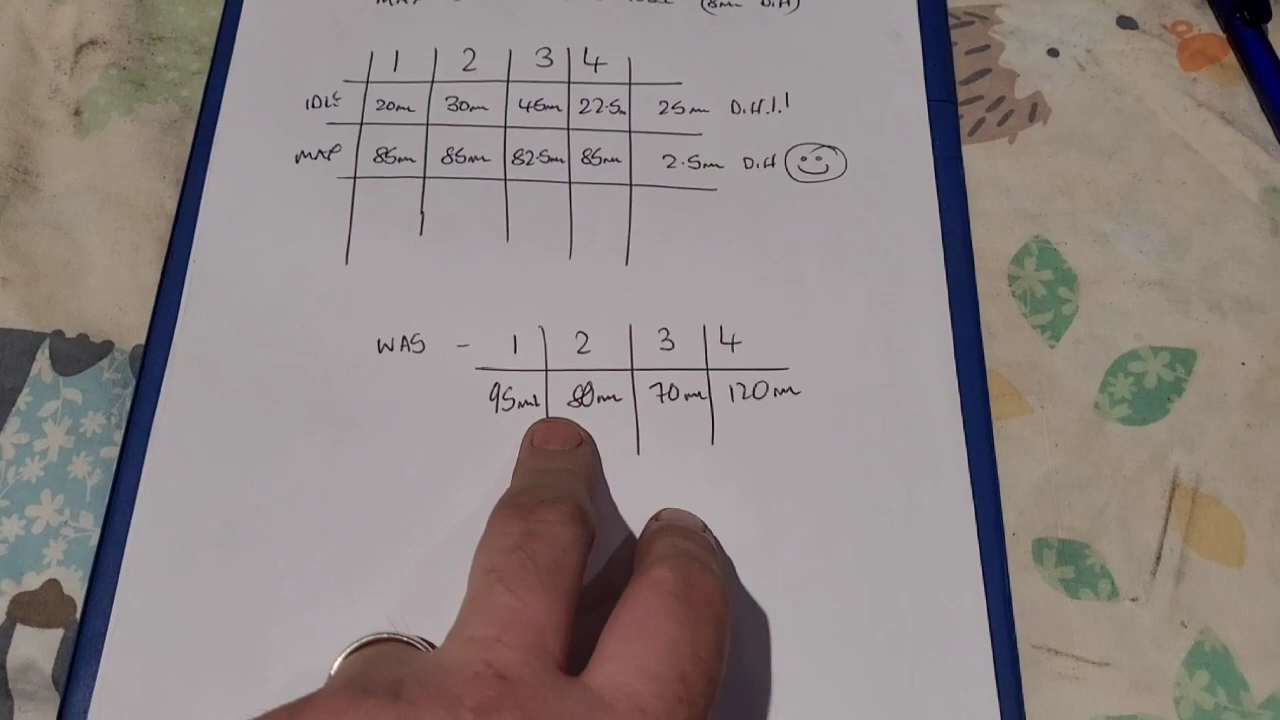 1 2 3 4
IDLE 20mm 30mm 45mm 22.5m 25mm Diff!!
MAX 85mm 85mm 82.5mm 85mm 2.5mm Diff
WAS - 1 2 3 4
95mm 80mm 70mm 120mm